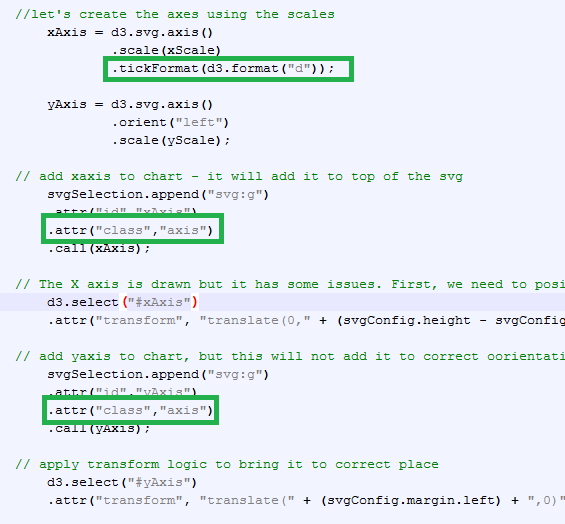 //let's create the axes using the scales
xAxis = d3.svg.axis()
.scale(xScale)
.tickFormat(d3.format("d"));
yAxis = d3.svg.axis()
.orient("left")
.scale(yScale);
// add xaxis to chart - it will add it to top of the svg
svgSelection.append("svg:g")
.attr("id","xAxis")
.attr("class","axis")
.call(xAxis);
// The X axis is drawn but it has some issues. First, we need to posi
d3.select("#xAxis")
.attr("transform", "translate(0," + (svgConfig.height - svgConfig
// add yaxis to chart, but this will not add it to correct oorientati
svgSelection.append("svg:g")
.attr("id","yAxis")
.attr("class","axis")
.call(yAxis);
// apply transform logic to bring it to correct place
d3.select("#yAxis")
.attr("transform", "translate(" + (svgConfig.margin.left) + ",0)"